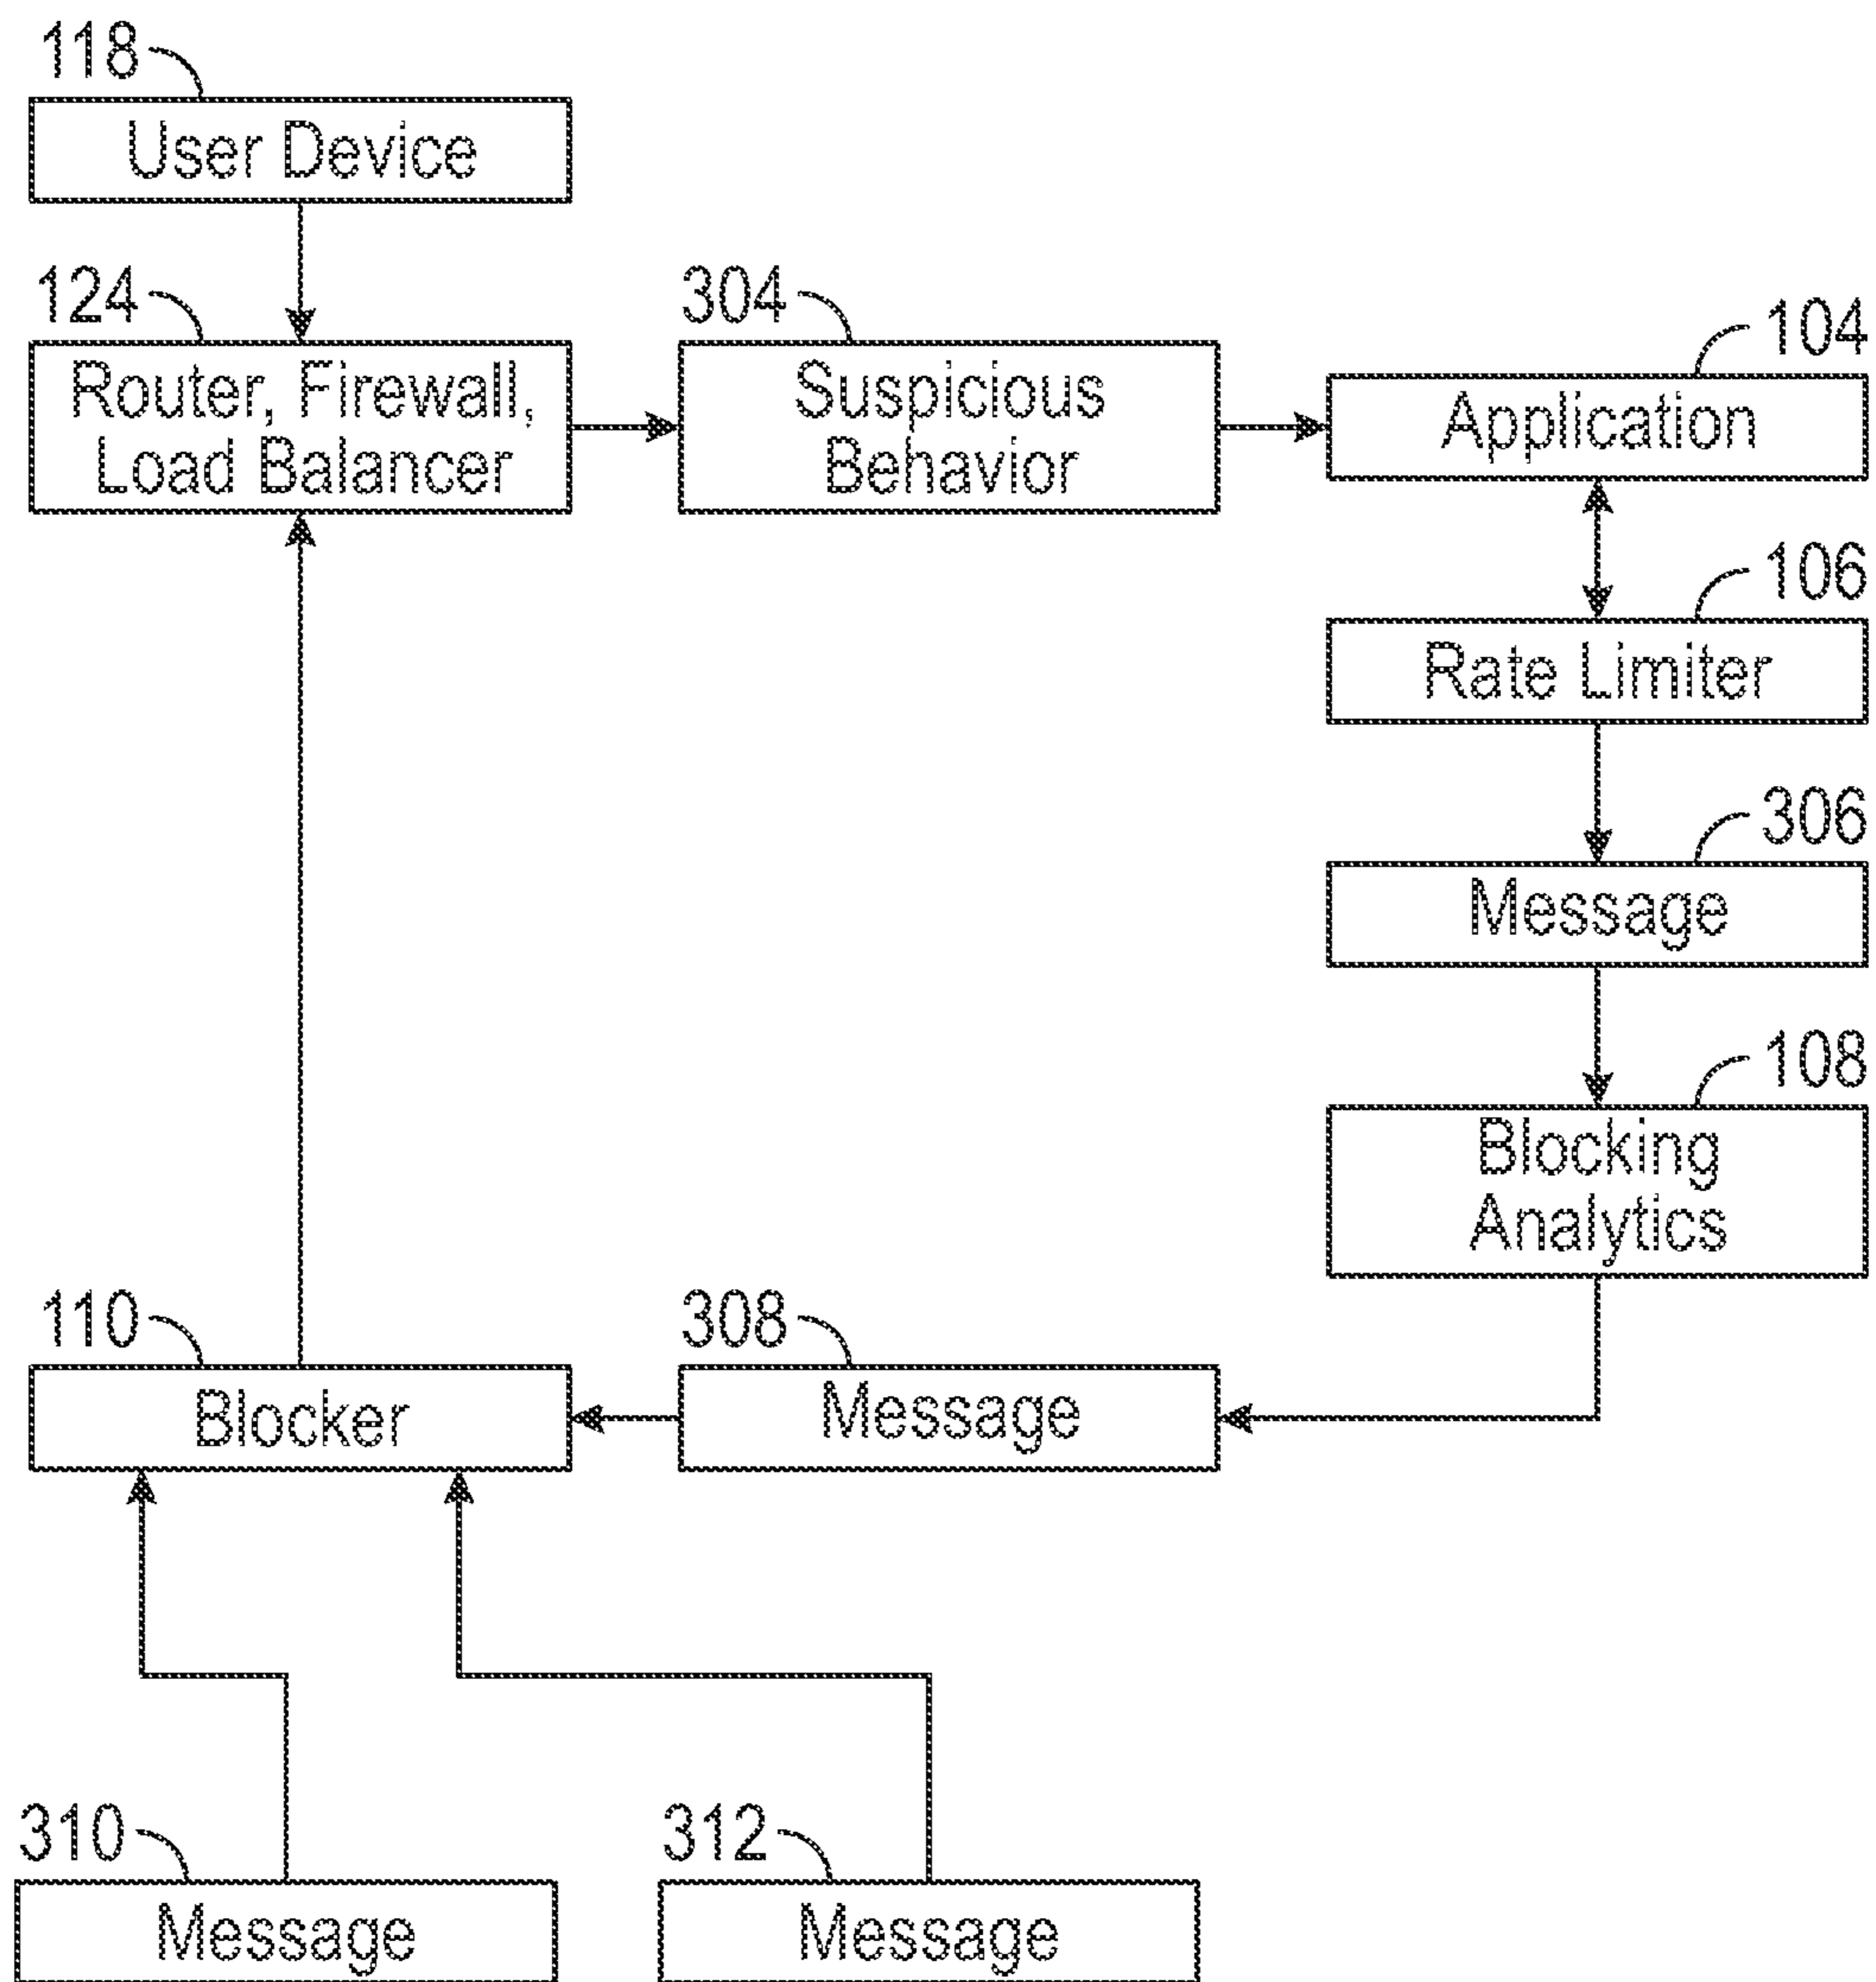 118
User Device
124
Router, Firewall,
Load Balancer
304
Suspicious
Behavior
104
Application
106
Rate Limiter
306
Message
108
Blocking
Analytics
110
Blocker
308
Message
310
Message
312
Message